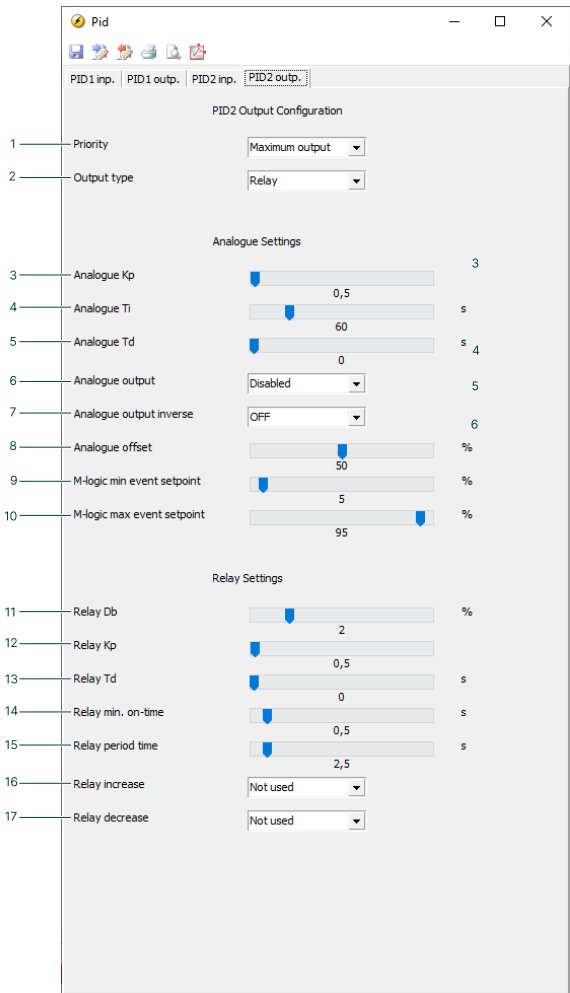 Pid
PID1 inp. PID1 outp. PID2 inp. PID2 outp.
PID2 Output Configuration
1 Priority Maximum output
2 Output type Relay
Analogue Settings
3
3 Analogue Kp
0,5
4 Analogue Ti s
60
5 Analogue Td s
4
0
6 Analogue output Disabled 5
7 Analogue output inverse OFF
6
8 Analogue offset %
50
9 M-logic min event setpoint %
5
10 M-logic max event setpoint %
95
Relay Settings
11 Relay Db %
2
12 Relay Kp
0,5
13 Relay Td s
0
14 Relay min. on-time s
0,5
15 Relay period time s
2,5
16 Relay increase Not used
17 Relay decrease Not used